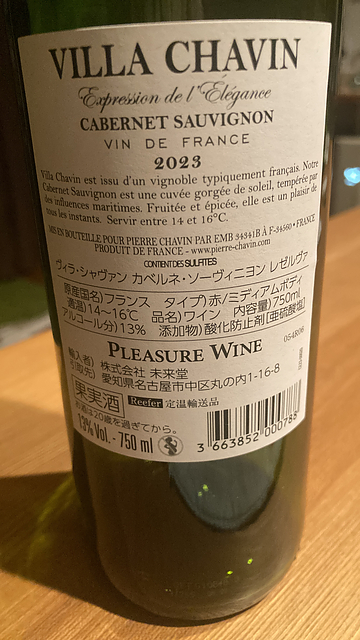 VILLA CHAVIN
Expression de l'Élégance
CABERNET SAUVIGNON
VIN DE FRANCE
2023
Villa Chavin est issu d'un vignoble typiquement français. Notre
Cabernet Sauvignon est une cuvée gorgée de soleil, tempérée par
des influences maritimes. Fruitée et épicée, elle est un plaisir de
tous les instants. Servir entre 14 et 16°C.
MIS EN BOUTEILLE POUR PIERRE CHAVIN PAR EMB 34341B À F-34560 • FRANCE
PRODUIT DE FRANCE - www.pierre-chavin.com
CONTIENT DES SULFITES
ヴィラ・シャヴァン カベルネ・ソーヴィニヨン レゼルヴァ
原産国名)フランス タイプ)赤/ミディアムボディ
適温)14~16℃ 品名)ワイン 内容量)750ml
アルコール分)13% 添加物)酸化防止剤[亜硫酸塩]
PLEASURE WINE
輸入者) 株式会社 未来堂
引取先) 愛知県名古屋市中区丸の内1-16-8
果実酒 Reefer 定温輸送品
お酒は20歳を過ぎてから。
13% Vol. - 750 ml
3 663852 000788